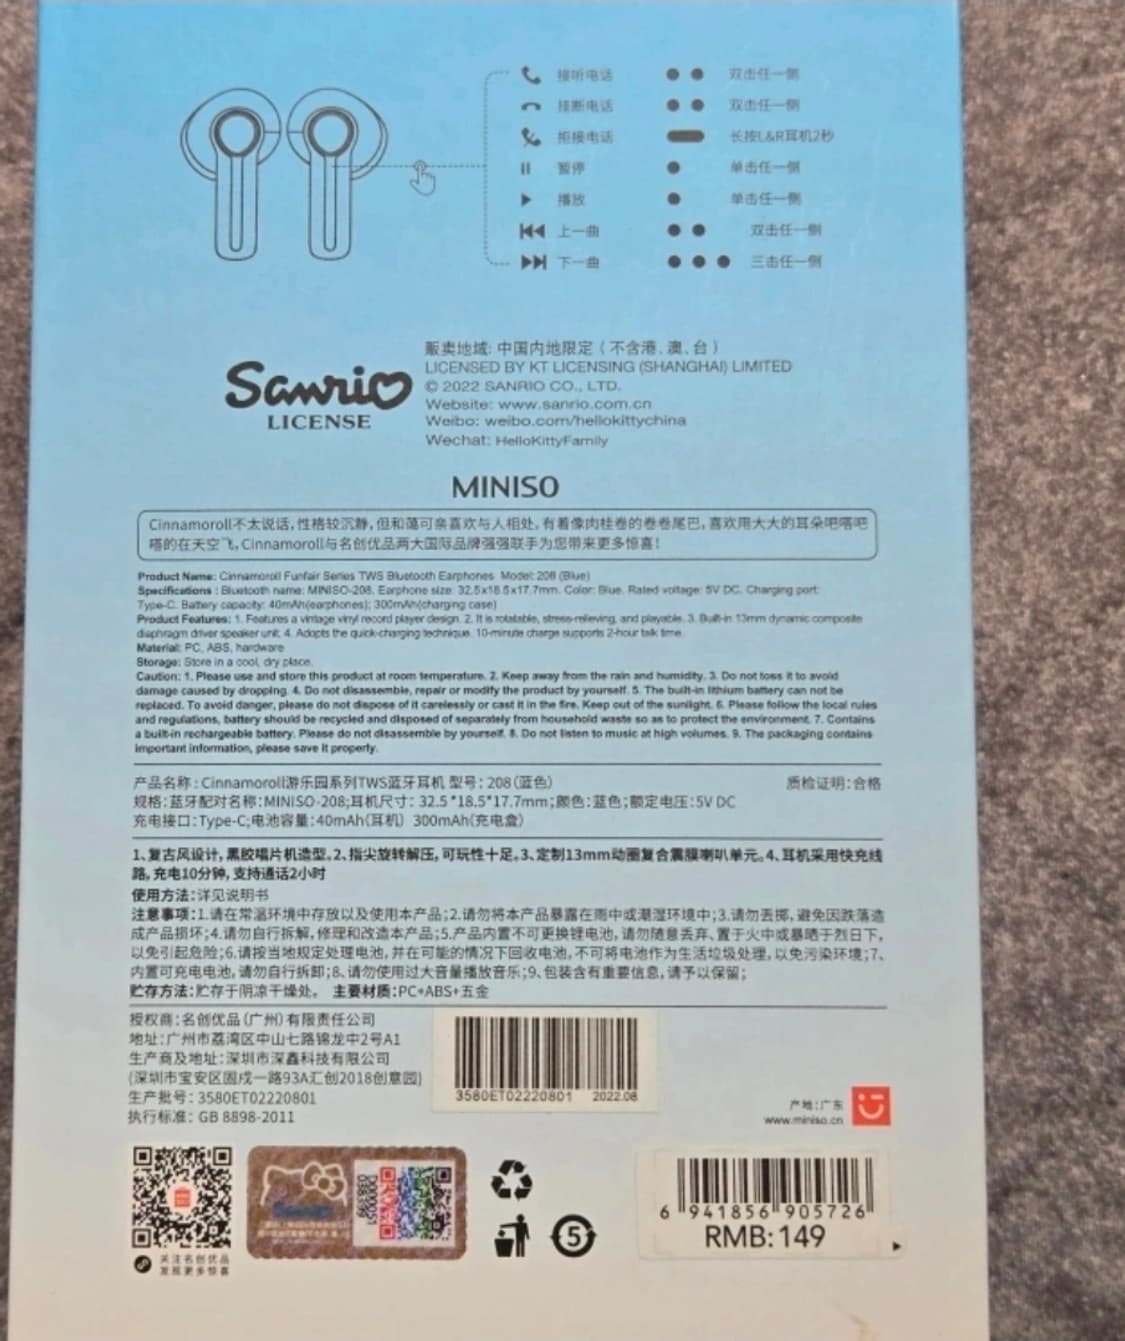 接听电话 双击任一侧
挂断电话 双击任一侧
拒接电话 长按L&R耳机2秒
暂停 单击任一侧
播放 单击任一侧
上一曲 双击任一侧
下一曲 三击任一侧
Sanrio
LICENSE
贩卖地域: 中国内地限定（不含港、澳、台）
LICENSED BY KT LICENSING (SHANGHAI) LIMITED
© 2022 SANRIO CO., LTD.
Website: www.sanrio.com.cn
Weibo: weibo.com/hellokittychina
Wechat: HelloKittyFamily
MINISO
Cinnamoroll不太说话,性格较沉静,但和蔼可亲喜欢与人相处,有着像肉桂卷的卷卷尾巴,喜欢用大大的耳朵吧嗒吧
嗒的在天空飞,Cinnamoroll与名创优品两大国际品牌强强联手为您带来更多惊喜!
Product Name: Cinnamoroll Funfair Series TWS Bluetooth Earphones Model: 208 (Blue)
Specifications : Bluetooth name: MINISO-208. Earphone size: 32.5x18.5x17.7mm. Color: Blue. Rated voltage: 5V DC. Charging port:
Type-C. Battery capacity: 40mAh(earphones); 300mAh(charging case)
Product Features: 1. Features a vintage vinyl record player design. 2. It is rotatable, stress-relieving, and playable. 3. Built-in 13mm dynamic composite
diaphragm driver speaker unit. 4. Adopts the quick-charging technique. 10-minute charge supports 2-hour talk time.
Material: PC, ABS, hardware
Storage: Store in a cool, dry place.
Caution: 1. Please use and store this product at room temperature. 2. Keep away from the rain and humidity. 3. Do not toss it to avoid
damage caused by dropping. 4. Do not disassemble, repair or modify the product by yourself. 5. The built-in lithium battery can not be
replaced. To avoid danger, please do not dispose of it carelessly or cast it in the fire. Keep out of the sunlight. 6. Please follow the local rules
and regulations, battery should be recycled and disposed of separately from household waste so as to protect the environment. 7. Contains
a built-in rechargeable battery. Please do not disassemble by yourself. 8. Do not listen to music at high volumes. 9. The packaging contains
important information, please save it properly.
产品名称:Cinnamoroll游乐园系列TWS蓝牙耳机 型号:208(蓝色) 质检证明:合格
规格:蓝牙配对名称:MINISO-208;耳机尺寸: 32.5*18.5*17.7mm;颜色:蓝色;额定电压:5V DC
充电接口:Type-C;电池容量:40mAh(耳机) 300mAh(充电盒)
1、复古风设计,黑胶唱片机造型。2、指尖旋转解压,可玩性十足。3、定制13mm动圈复合震膜喇叭单元。4、耳机采用快充线
路,充电10分钟,支持通话2小时
使用方法:详见说明书
注意事项:1.请在常温环境中存放以及使用本产品;2.请勿将本产品暴露在雨中或潮湿环境中;3.请勿丢掷,避免因跌落造
成产品损坏;4.请勿自行拆解,修理和改造本产品;5.产品内置不可更换锂电池,请勿随意丢弃、置于火中或暴晒于烈日下,
以免引起危险;6.请按当地规定处理电池,并在可能的情况下回收电池,不可将电池作为生活垃圾处理,以免污染环境;7、
内置可充电电池,请勿自行拆卸;8、请勿使用过大音量播放音乐;9、包装含有重要信息,请予以保留;
贮存方法:贮存于阴凉干燥处。 主要材质:PC+ABS+五金
授权商:名创优品(广州)有限责任公司
地址:广州市荔湾区中山七路锦龙中2号A1
生产商及地址:深圳市深鑫科技有限公司
(深圳市宝安区固戍一路93A汇创2018创意园)
生产批号: 3580ET02220801
执行标准: GB 8898-2011
3580ET02220801 2022.08
产地:广东
www.miniso.cn
关注名创优品
发现更多惊喜
5
6 941856 905726
RMB:149